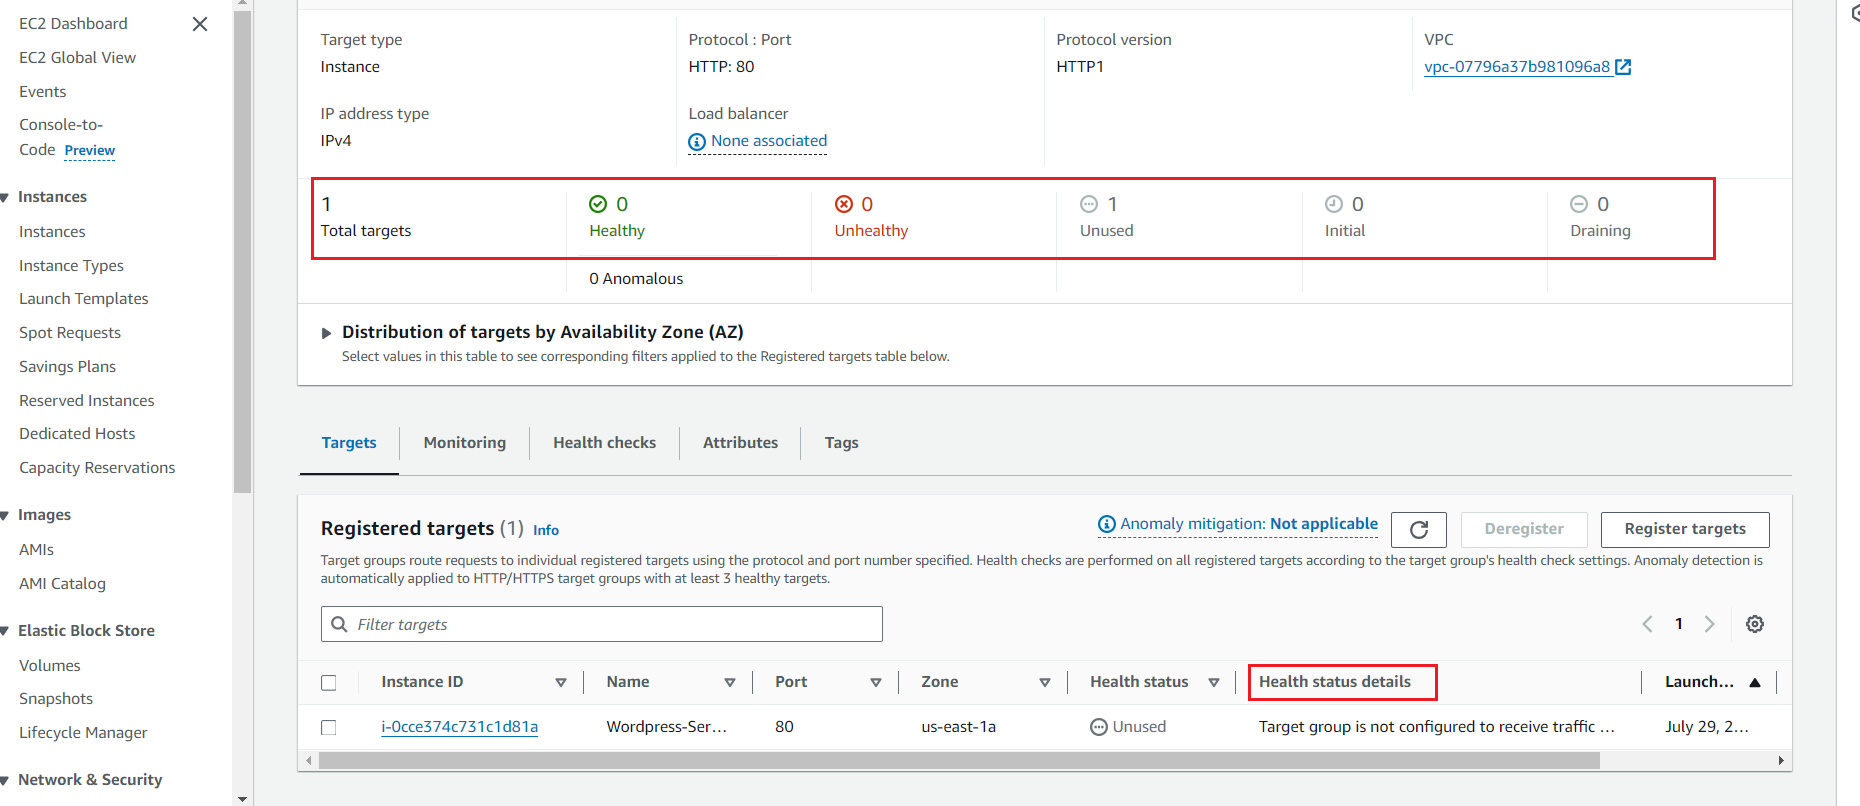 EC2 Dashboard
EC2 Global View
Events
Console-to-
Code Preview
Instances
Instances
Instance Types
Launch Templates
Spot Requests
Savings Plans
Reserved Instances
Dedicated Hosts
Capacity Reservations
Images
AMIs
AMI Catalog
Elastic Block Store
Volumes
Snapshots
Lifecycle Manager
Network & Security
Target type
Instance
Protocol : Port
HTTP: 80
Protocol version
HTTP1
VPC
vpc-07796a37b981096a8
IP address type
IPv4
Load balancer
None associated
1
Total targets
0
Healthy
0 Anomalous
0
Unhealthy
1
Unused
0
Initial
0
Draining
Distribution of targets by Availability Zone (AZ)
Select values in this table to see corresponding filters applied to the Registered targets table below.
Targets Monitoring Health checks Attributes Tags
Registered targets (1) Info
Anomaly mitigation: Not applicable
Deregister
Register targets
Target groups route requests to individual registered targets using the protocol and port number specified. Health checks are performed on all registered targets according to the target group's health check settings. Anomaly detection is
automatically applied to HTTP/HTTPS target groups with at least 3 healthy targets.
Filter targets
1
Instance ID Name Port Zone Health status Health status details Launch...
i-0cce374c731c1d81a Wordpress-Ser... 80 us-east-1a Unused Target group is not configured to receive traffic ... July 29, 2...